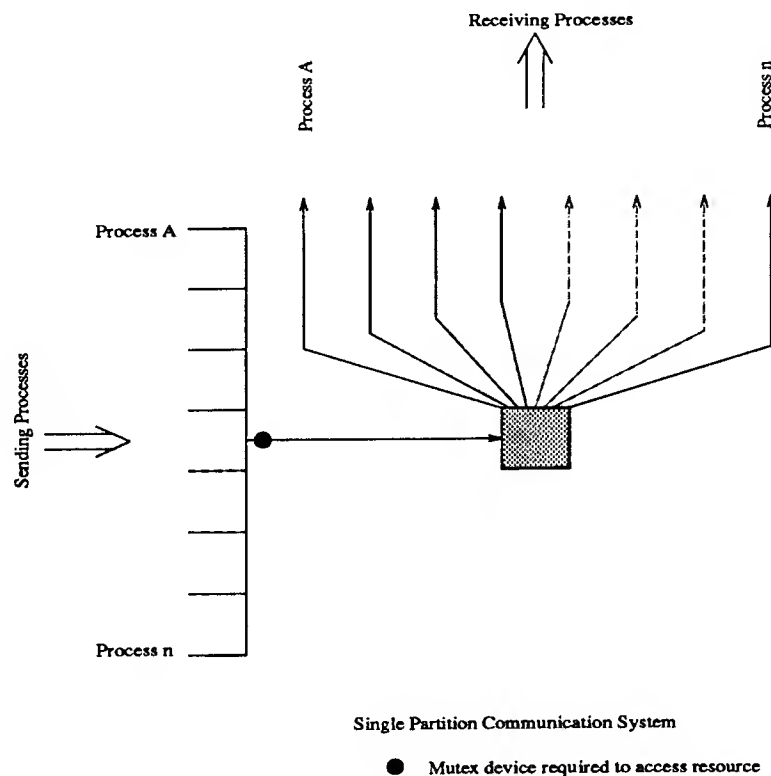 Receiving Processes
Process A
Process n
Process A
Sending Processes
Process n
Single Partition Communication System
Mutex device required to access resource